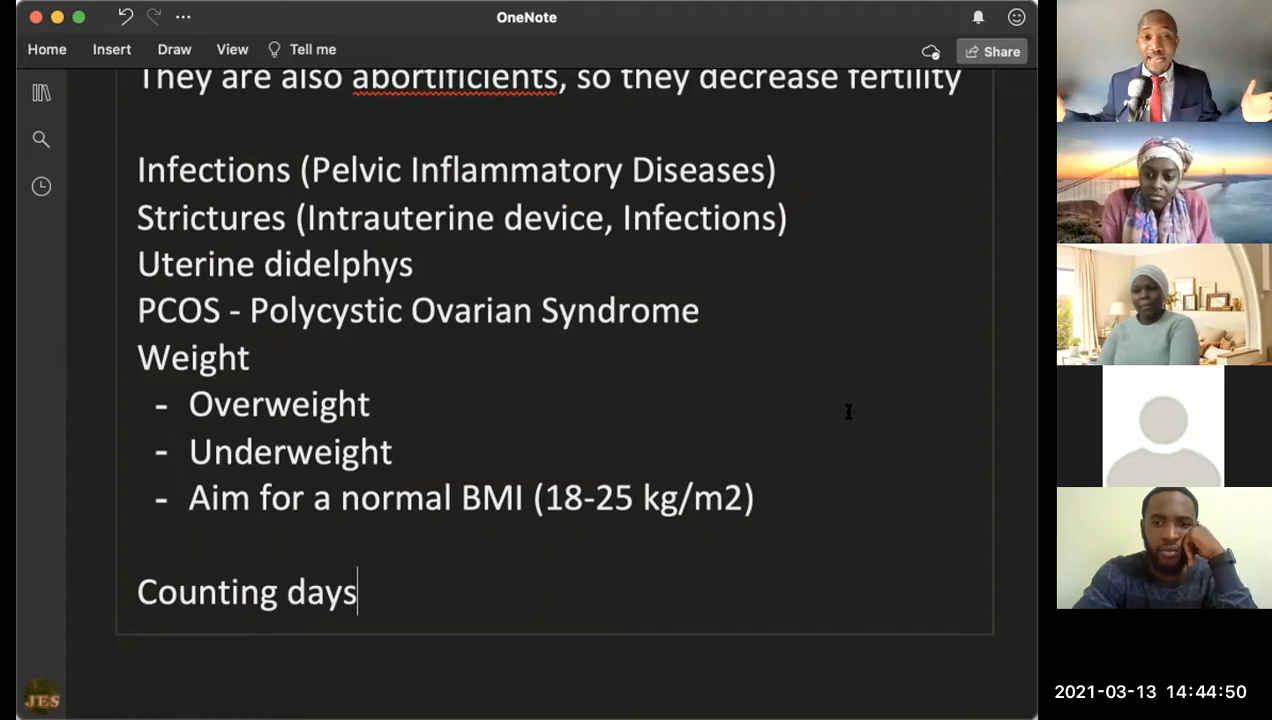 OneNote
Home Insert Draw View Tell me Share
They are also abortificients, so they decrease fertility
Infections (Pelvic Inflammatory Diseases)
Strictures (Intrauterine device, Infections)
Uterine didelphys
PCOS - Polycystic Ovarian Syndrome
Weight
- Overweight
- Underweight
- Aim for a normal BMI (18-25 kg/m2)
Counting days
JES
2021-03-13 14:44:50